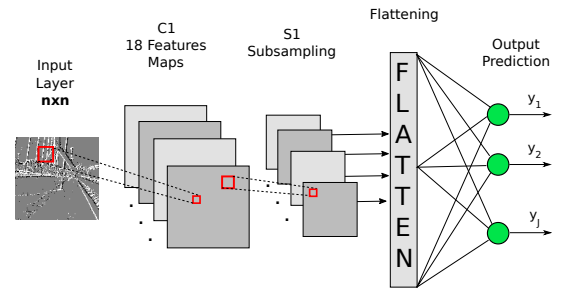 Input
Layer
nxn
C1
18 Features
Maps
S1
Subsampling
Flattening
F
L
A
T
T
E
N
Output
Prediction
y1
y2
yJ